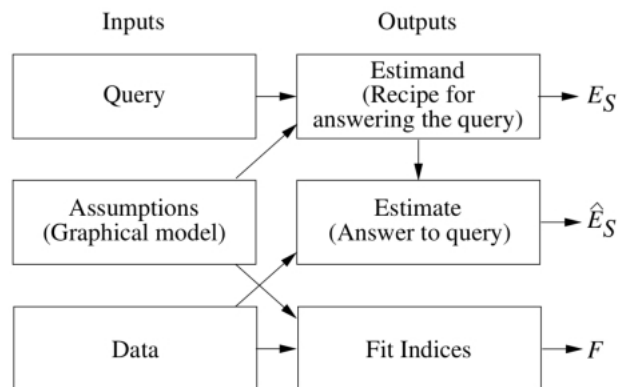 Inputs
Outputs
Query
Estimand
(Recipe for
answering the query)
E_S
Assumptions
(Graphical model)
Estimate
(Answer to query)
Ê_S
Data
Fit Indices
F